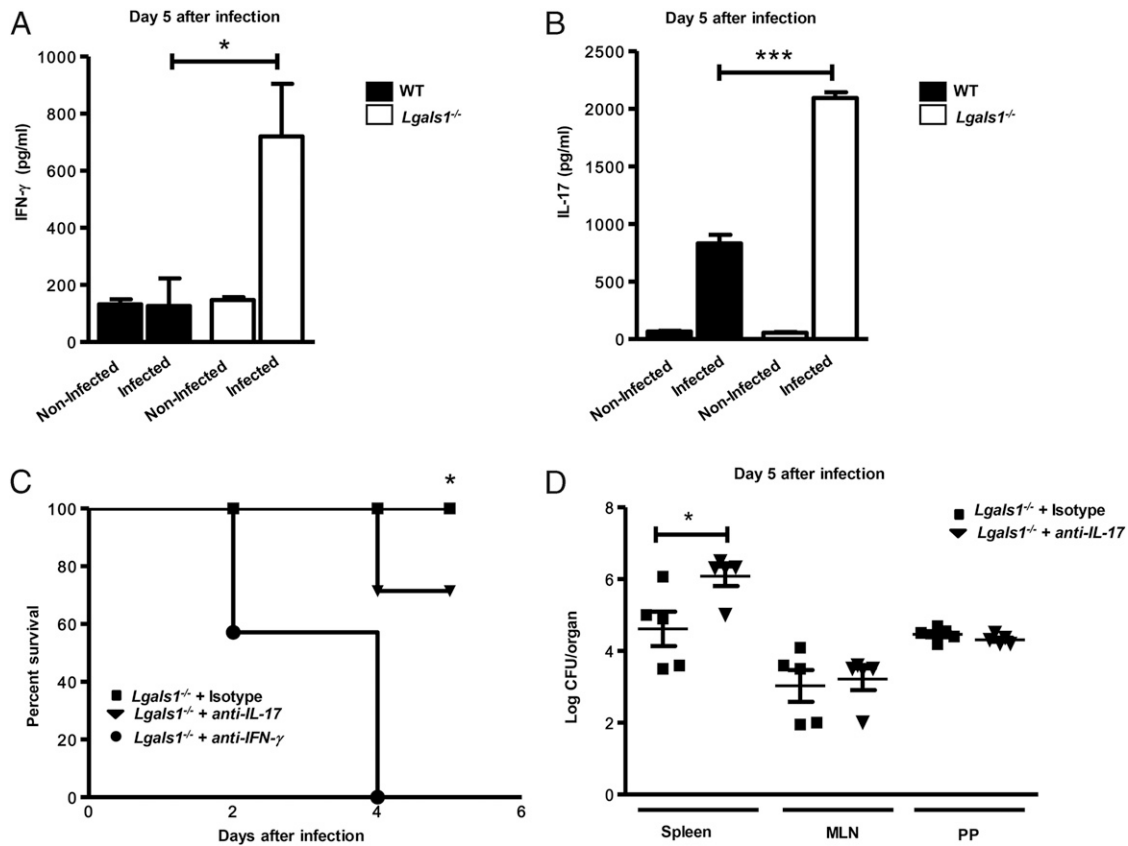 A
Day 5 after infection
1000
800
600
400
200
0
IFN-γ (pg/ml)
*
WT
Lgals1-/-
Non-Infected
Infected
Non-Infected
Infected
B
Day 5 after infection
2500
2000
1500
1000
500
0
IL-17 (pg/ml)
***
WT
Lgals1-/-
Non-Infected
Infected
Non-Infected
Infected
C
*
100
80
60
40
20
0
Percent survival
Lgals1-/- + Isotype
Lgals1-/- + anti-IL-17
Lgals1-/- + anti-IFN-γ
0 2 4 6
Days after infection
D
Day 5 after infection
8
6
4
2
0
Log CFU/organ
*
Lgals1-/- + Isotype
Lgals1-/- + anti-IL-17
Spleen MLN PP